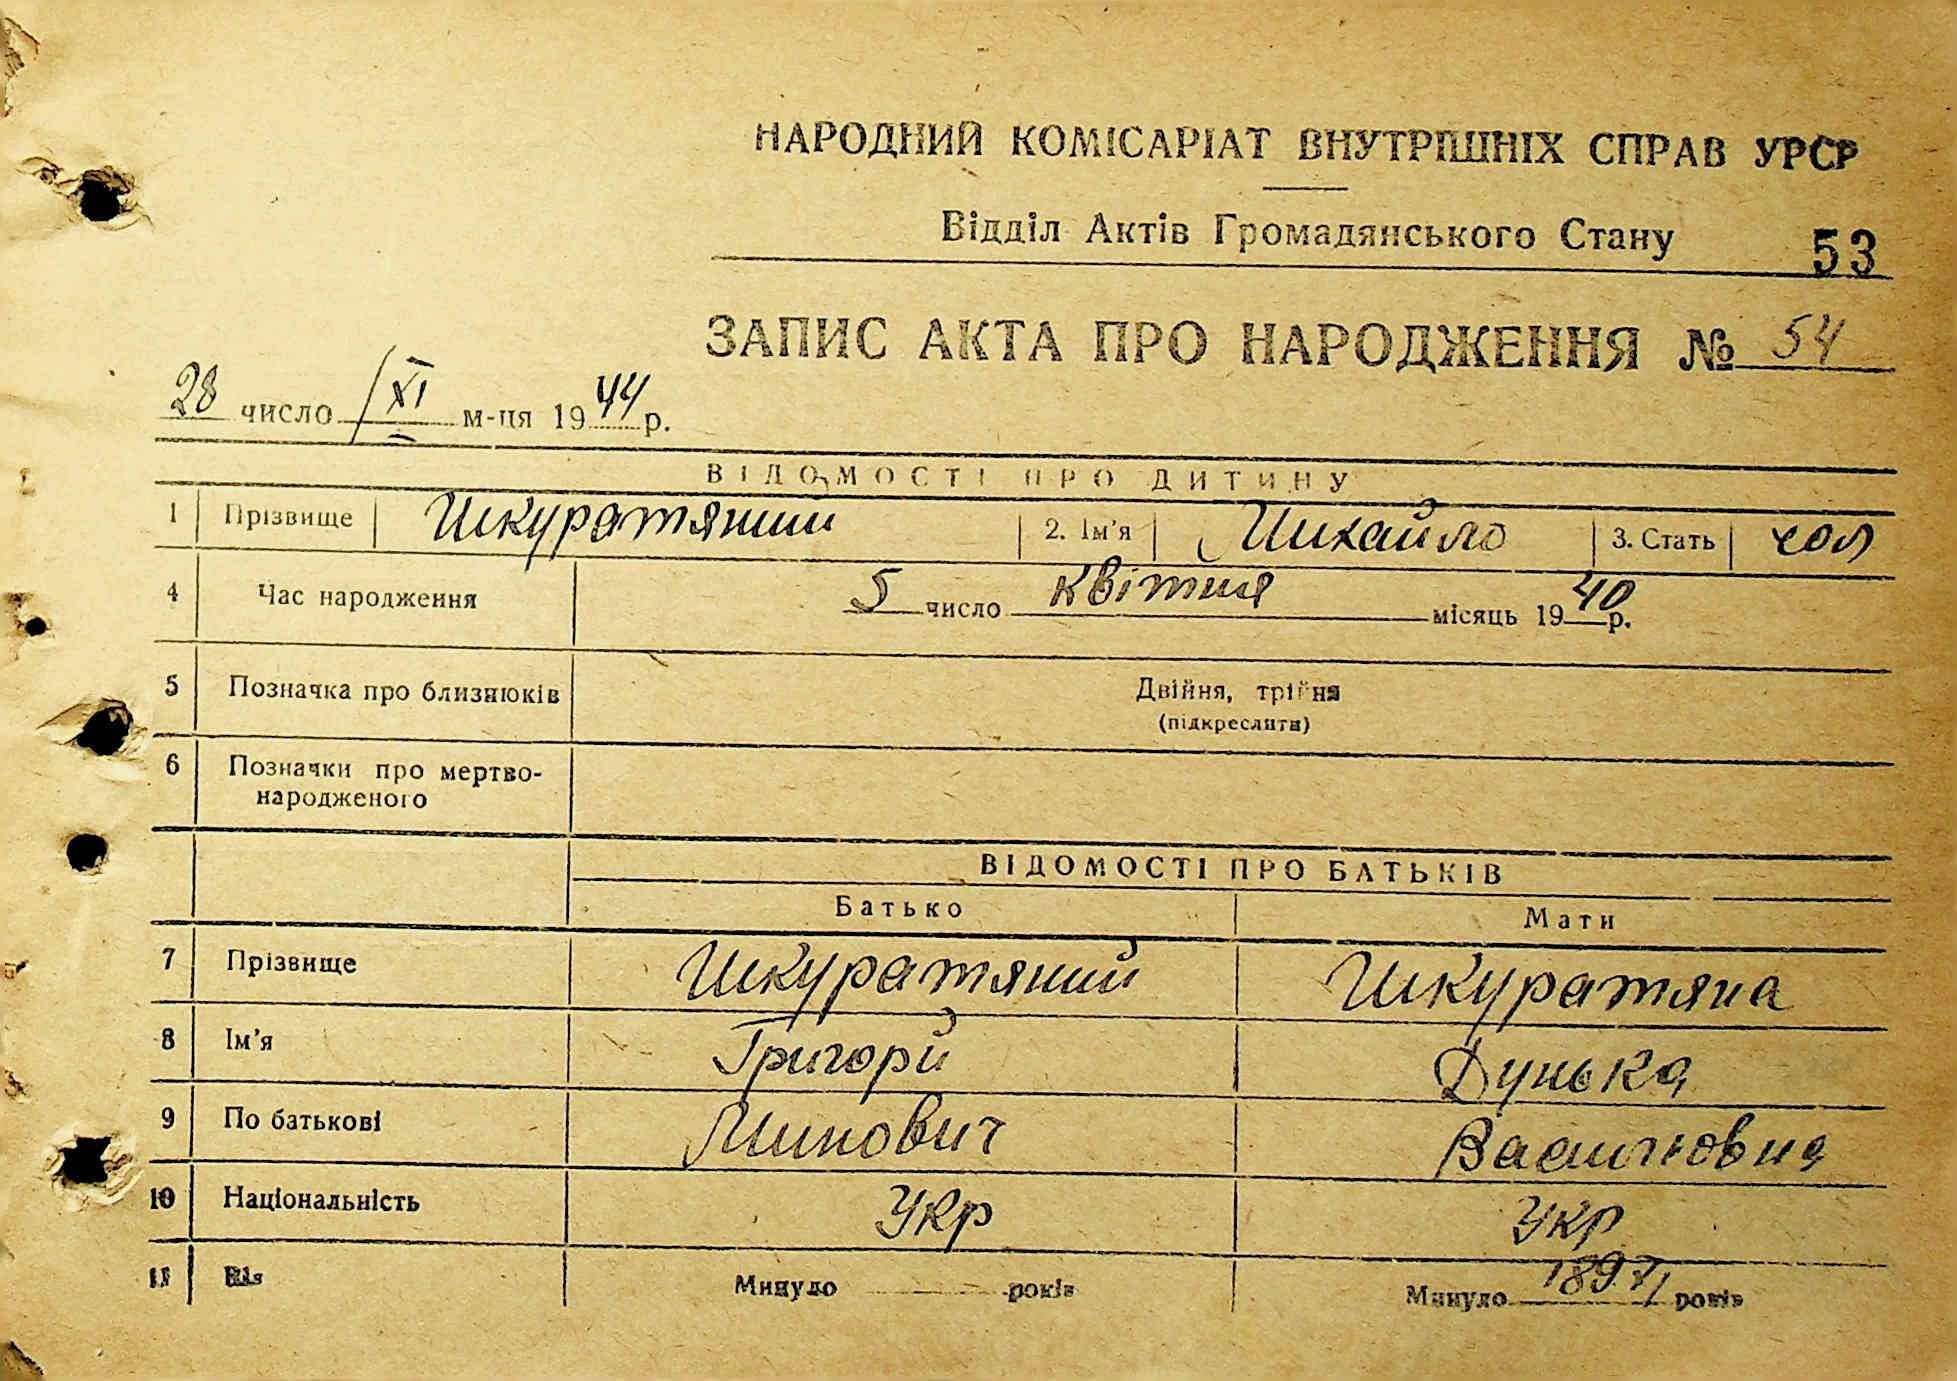 НАРОДНИЙ КОМІСАРІАТ ВНУТРІШНІХ СПРАВ УРСР
Відділ Актів Громадянського Стану 53
ЗАПИС АКТА ПРО НАРОДЖЕННЯ № 54
28 число XI м-ця 1944 р.
ВІДОМОСТІ ПРО ДИТИНУ
1 Прізвище Шкуратяний 2. Ім'я Михайло 3. Стать чол
4 Час народження 5 число квітня місяць 1940 р.
5 Позначка про близнюків Двійня, трійня
(підкреслити)
6 Позначки про мертво-
народженого
ВІДОМОСТІ ПРО БАТЬКІВ
Батько Мати
7 Прізвище Шкуратяний Шкуратяна
8 Ім'я Григорій Дунька
9 По батькові Минович Васильовна
10 Національність Укр Укр
11 Вік Минуло років Минуло 1897 років